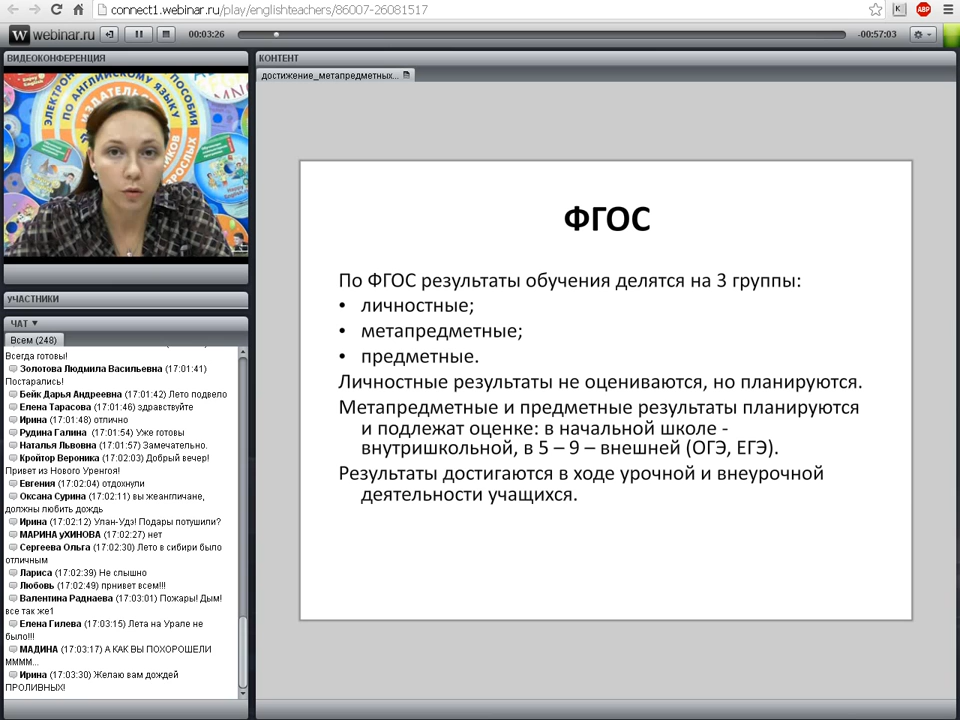 connect1.webinar.ru/play/englishteachers/86007-26081517
K
ABP
W webinar.ru
00:03:26
-00:57:03
ВИДЕОКОНФЕРЕНЦИЯ
ЭЛЕКТРОННЫЕ ПОСОБИЯ
ПО АНГЛИЙСКОМУ ЯЗЫКУ
УЧАСТНИКИ
ЧАТ ▼
Всем (248)
Всегда готовы!
Золотова Людмила Васильевна (17:01:41)
Постарались!
Бейк Дарья Андреевна (17:01:42) Лето подвело
Елена Тарасова (17:01:46) здравствуйте
Ирина (17:01:48) отлично
Рудина Галина (17:01:54) Уже готовы
Наталья Львовна (17:01:57) Замечательно.
Кройтор Вероника (17:02:03) Добрый вечер!
Привет из Нового Уренгоя!
Евгения (17:02:04) отдохнули
Оксана Сурина (17:02:11) вы жеангличане,
должны любить дождь
Ирина (17:02:12) Улан-Удэ! Подары потушили?
МАРИНА уХИНОВА (17:02:27) нет
Сергеева Ольга (17:02:30) Лето в сибири было
отличным
Лариса (17:02:39) Не слышно
Любовь (17:02:49) прнивет всем!!!
Валентина Раднаева (17:03:01) Пожары! Дым!
все так же1
Елена Гилева (17:03:15) Лета на Урале не
было!!!
МАДИНА (17:03:17) А КАК ВЫ ПОХОРОШЕЛИ
МММM...
Ирина (17:03:30) Желаю вам дождей
ПРОЛИВНЫХ!
КОНТЕНТ
достижение_метапредметных...
ФГОС
По ФГОС результаты обучения делятся на 3 группы:
• личностные;
• метапредметные;
• предметные.
Личностные результаты не оцениваются, но планируются.
Метапредметные и предметные результаты планируются
и подлежат оценке: в начальной школе -
внутришкольной, в 5 – 9 – внешней (ОГЭ, ЕГЭ).
Результаты достигаются в ходе урочной и внеурочной
деятельности учащихся.